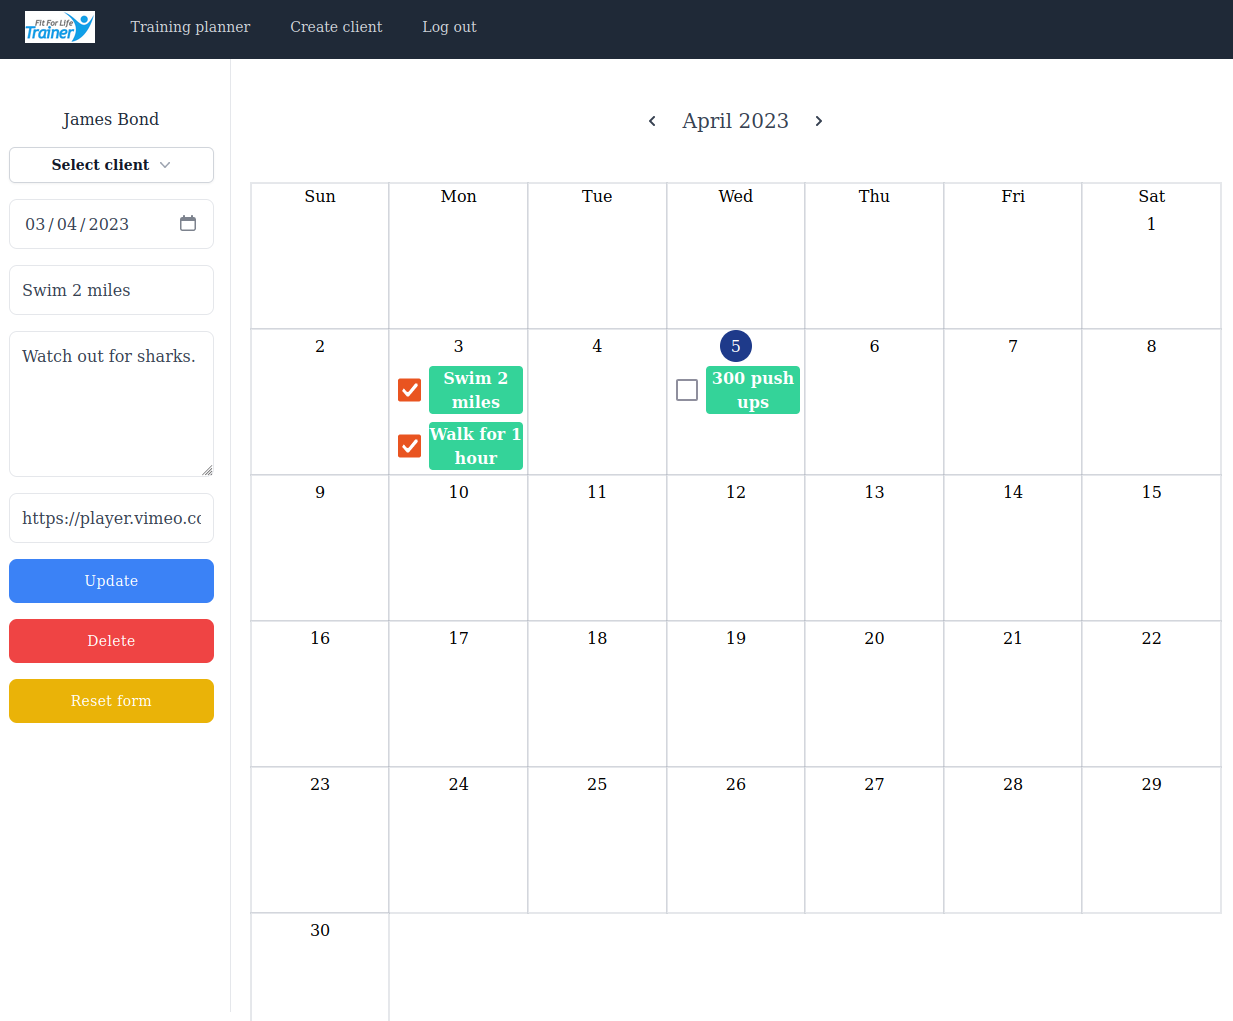 Fit For Life
Trainer
Training planner
Create client
Log out
James Bond
Select client
03/04/2023
Swim 2 miles
Watch out for sharks.
https://player.vimeo.cc
Update
Delete
Reset form
April 2023
Sun Mon Tue Wed Thu Fri Sat
1
2 3 4 5 6 7 8
Swim 2
miles
Walk for 1
hour
300 push
ups
9 10 11 12 13 14 15
16 17 18 19 20 21 22
23 24 25 26 27 28 29
30